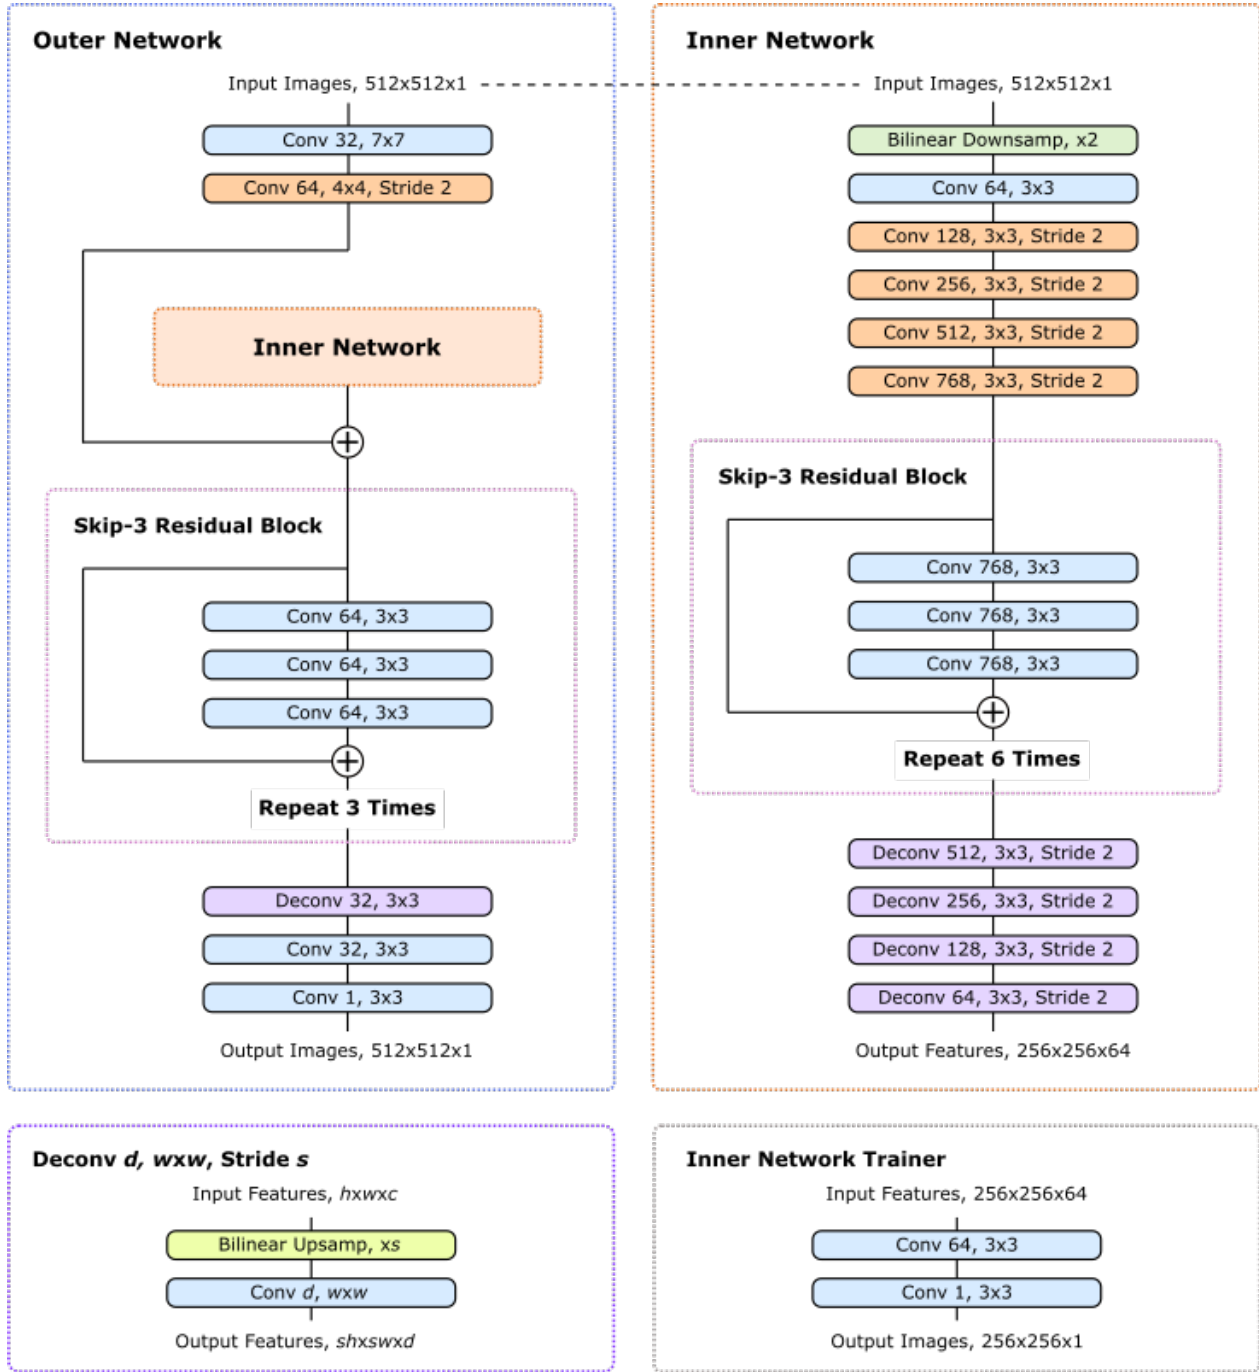 Outer Network
Input Images, 512x512x1
Conv 32, 7x7
Conv 64, 4x4, Stride 2
Inner Network
Skip-3 Residual Block
Conv 64, 3x3
Conv 64, 3x3
Conv 64, 3x3
Repeat 3 Times
Deconv 32, 3x3
Conv 32, 3x3
Conv 1, 3x3
Output Images, 512x512x1
Inner Network
Input Images, 512x512x1
Bilinear Downsamp, x2
Conv 64, 3x3
Conv 128, 3x3, Stride 2
Conv 256, 3x3, Stride 2
Conv 512, 3x3, Stride 2
Conv 768, 3x3, Stride 2
Skip-3 Residual Block
Conv 768, 3x3
Conv 768, 3x3
Conv 768, 3x3
Repeat 6 Times
Deconv 512, 3x3, Stride 2
Deconv 256, 3x3, Stride 2
Deconv 128, 3x3, Stride 2
Deconv 64, 3x3, Stride 2
Output Features, 256x256x64
Deconv d, wxw, Stride s
Input Features, hxwxc
Bilinear Upsamp, xs
Conv d, wxw
Output Features, shxswxd
Inner Network Trainer
Input Features, 256x256x64
Conv 64, 3x3
Conv 1, 3x3
Output Images, 256x256x1